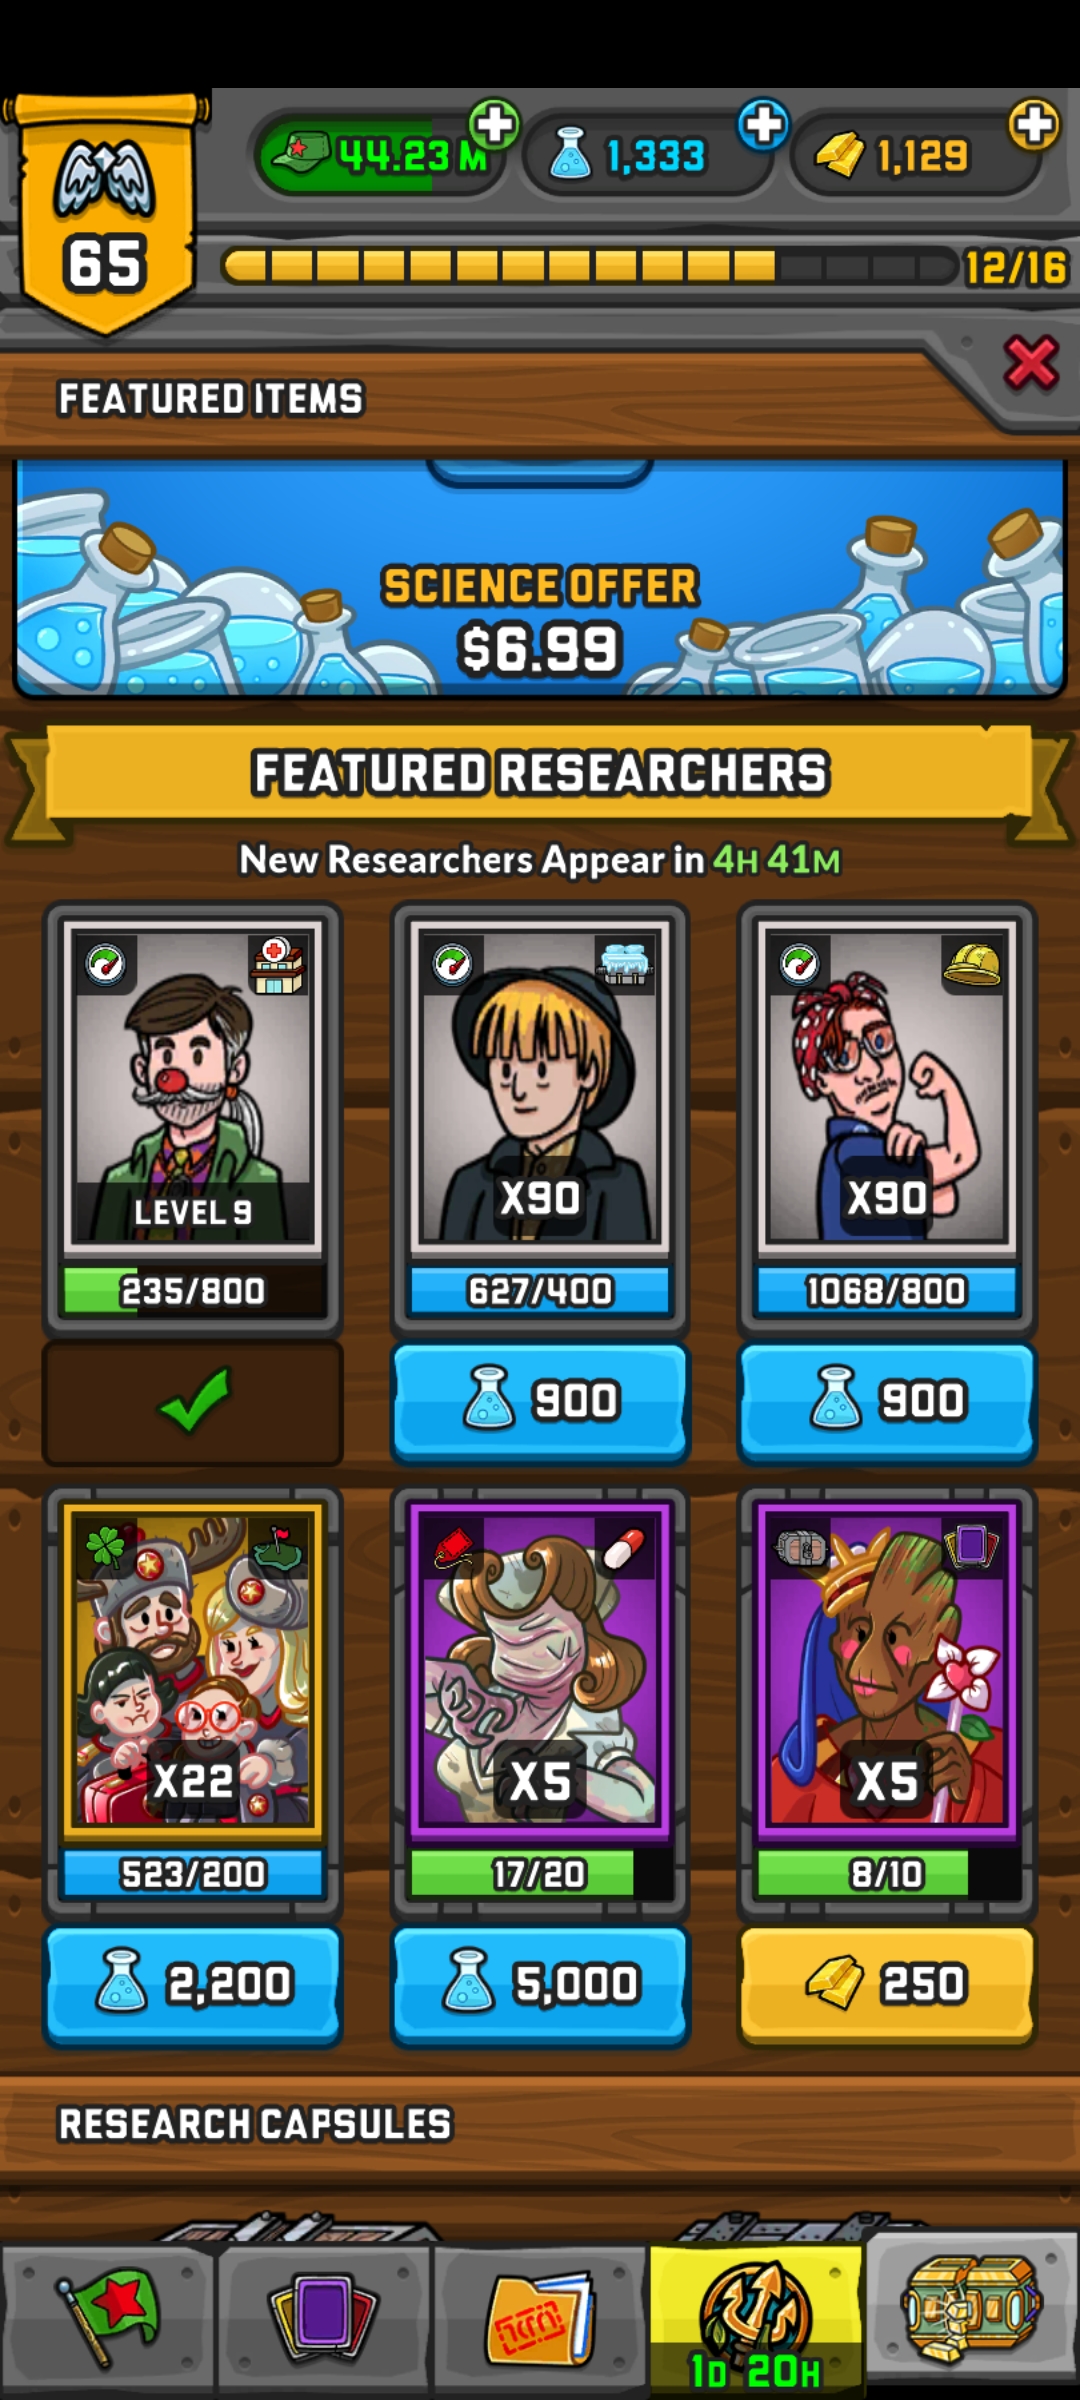 65
44.23 M
1,333
1,129
12/16
FEATURED ITEMS
SCIENCE OFFER
$6.99
FEATURED RESEARCHERS
New Researchers Appear in 4H 41M
LEVEL 9
X90
X90
235/800
627/400
1068/800
900
900
X22
X5
X5
523/200
17/20
8/10
2,200
5,000
250
RESEARCH CAPSULES
1D 20H